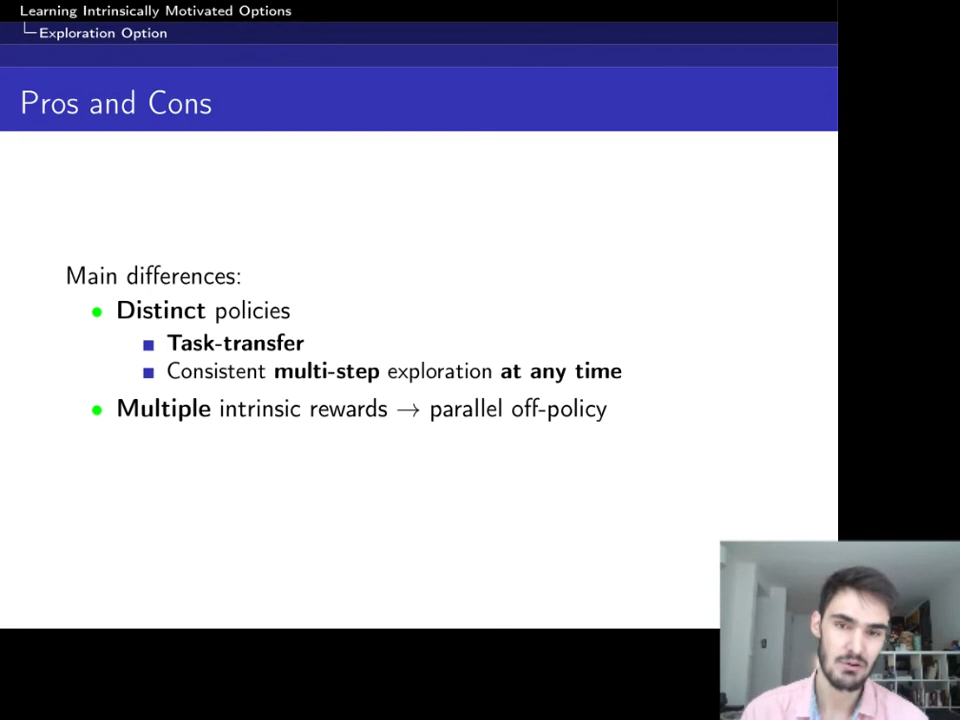 Learning Intrinsically Motivated Options
Exploration Option
Pros and Cons
Main differences:
Distinct policies
Task-transfer
Consistent multi-step exploration at any time
Multiple intrinsic rewards → parallel off-policy